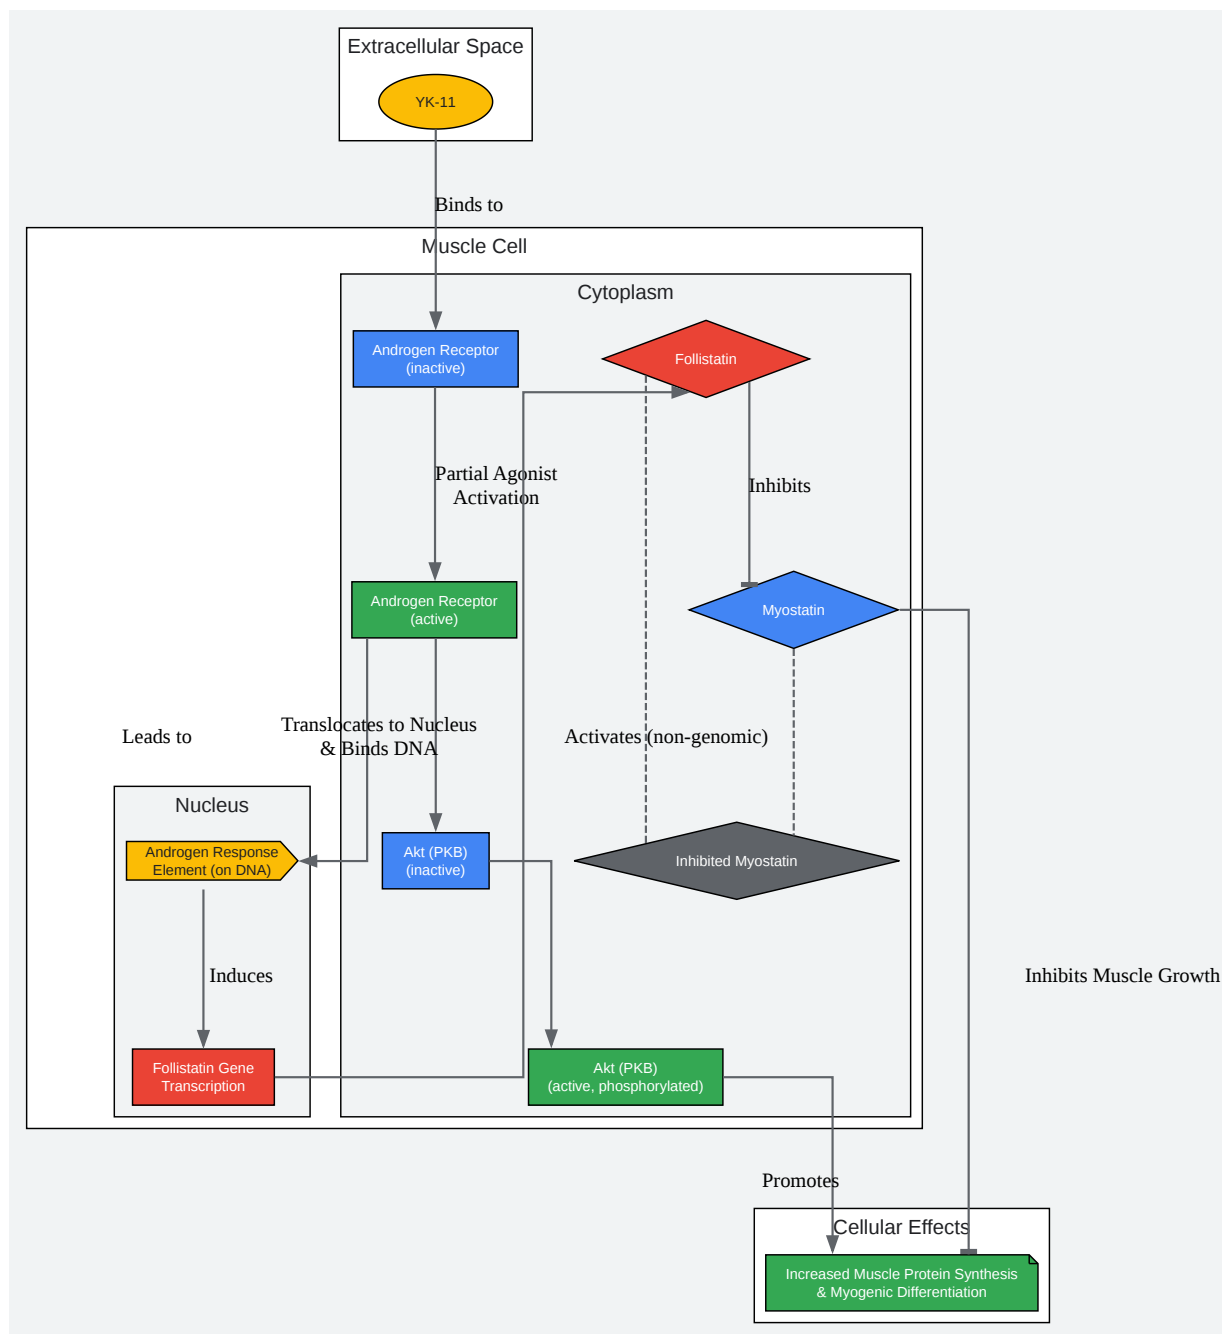 Extracellular Space
YK-11
Binds to
Muscle Cell
Cytoplasm
Androgen Receptor
(inactive)
Follistatin
Partial Agonist
Activation
Inhibits
Androgen Receptor
(active)
Myostatin
Leads to
Translocates to Nucleus
& Binds DNA
Activates (non-genomic)
Nucleus
Androgen Response
Element (on DNA)
Akt (PKB)
(inactive)
Inhibited Myostatin
Induces
Inhibits Muscle Growth
Follistatin Gene
Transcription
Akt (PKB)
(active, phosphorylated)
Promotes
Cellular Effects
Increased Muscle Protein Synthesis
& Myogenic Differentiation